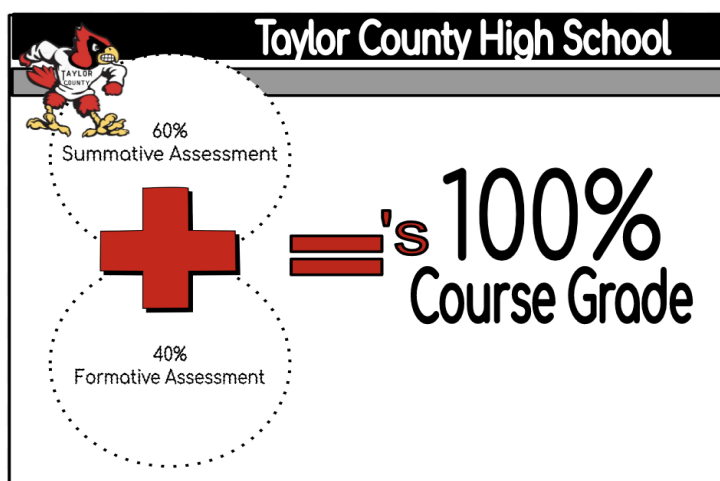 Taylor County High School
TAYLOR
COUNTY
60%
Summative Assessment
='s
100%
Course Grade
40%
Formative Assessment